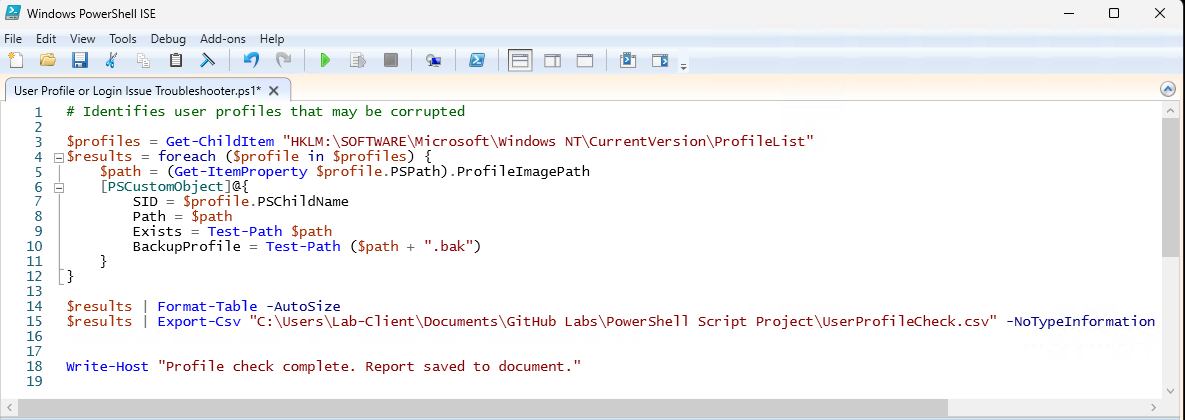 Windows PowerShell ISE
File Edit View Tools Debug Add-ons Help
User Profile or Login Issue Troubleshooter.ps1* X
1 # Identifies user profiles that may be corrupted
2
3 $profiles = Get-ChildItem "HKLM:\SOFTWARE\Microsoft\Windows NT\CurrentVersion\ProfileList"
4 $results = foreach ($profile in $profiles) {
5 $path = (Get-ItemProperty $profile.PSPath).ProfileImagePath
6 [PSCustomObject]@{
7 SID = $profile.PSChildName
8 Path = $path
9 Exists = Test-Path $path
10 BackupProfile = Test-Path ($path + ".bak")
11 }
12 }
13
14 $results | Format-Table -AutoSize
15 $results | Export-Csv "C:\Users\Lab-Client\Documents\GitHub Labs\PowerShell Script Project\UserProfileCheck.csv" -NoTypeInformation
16
17
18 Write-Host "Profile check complete. Report saved to document."
19